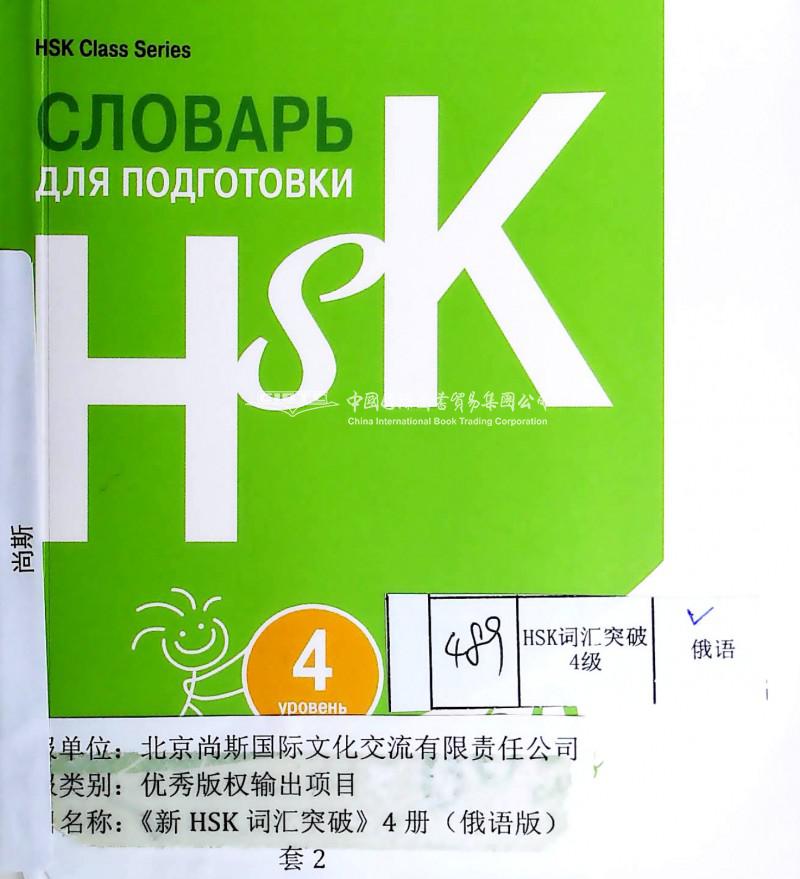 HSK Class Series
СЛОВАРЬ
ДЛЯ ПОДГОТОВКИ
HSK
China International Book Trading Corporation
尚斯
489
HSK词汇突破
4级
俄语
4
уровень
单位：北京尚斯国际文化交流有限责任公司
类别：优秀版权输出项目
名称：《新 HSK 词汇突破》4 册（俄语版）
套 2